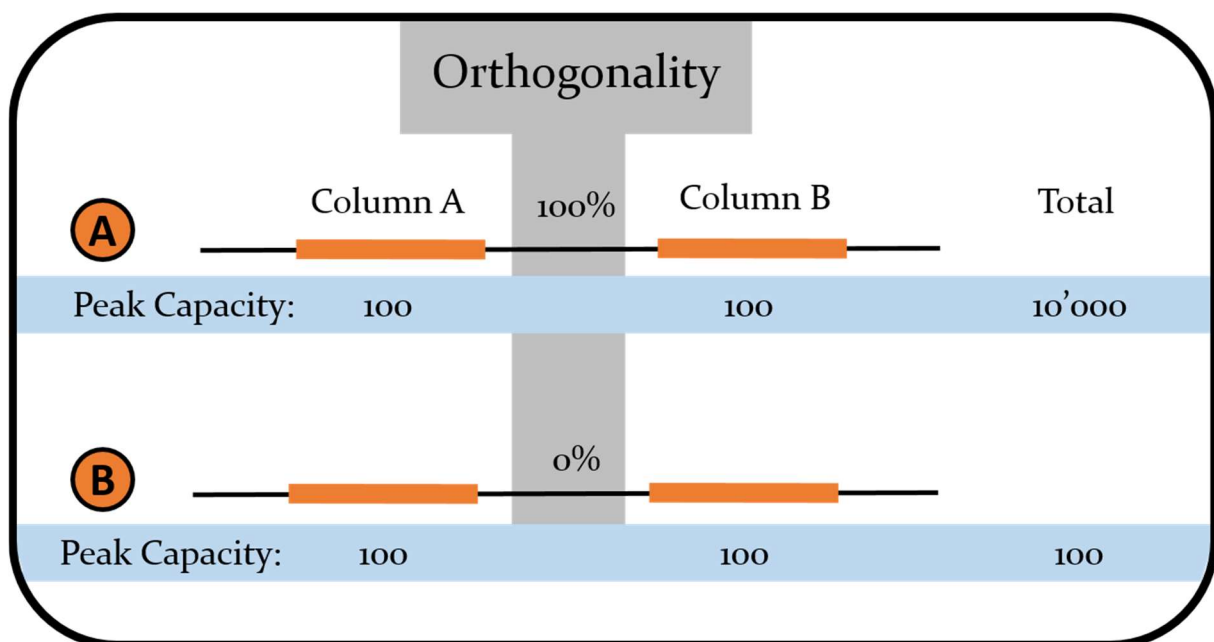 Orthogonality
Column A 100% Column B Total
A
Peak Capacity: 100 100 10’000
0%
B
Peak Capacity: 100 100 100